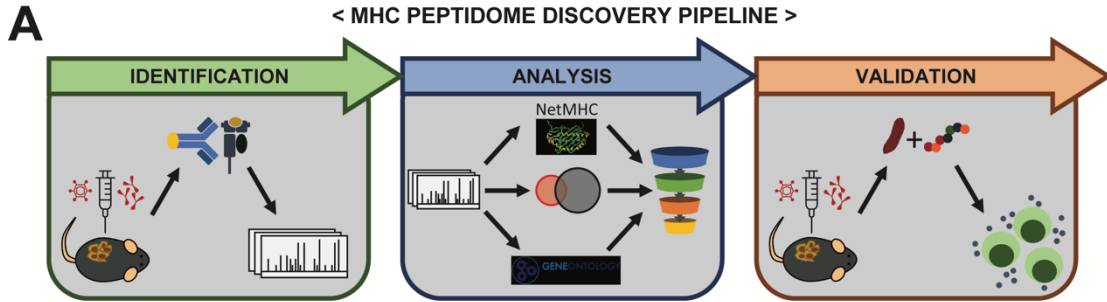 A
< MHC PEPTIDOME DISCOVERY PIPELINE >
IDENTIFICATION
ANALYSIS
VALIDATION
NetMHC
+
GENEONTOLOGY